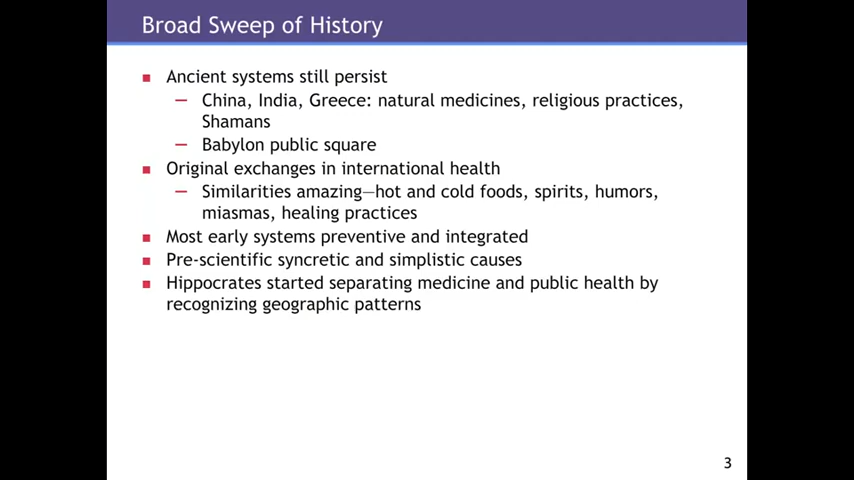 Broad Sweep of History
Ancient systems still persist
— China, India, Greece: natural medicines, religious practices,
Shamans
— Babylon public square
Original exchanges in international health
— Similarities amazing—hot and cold foods, spirits, humors,
miasmas, healing practices
Most early systems preventive and integrated
Pre-scientific syncretic and simplistic causes
Hippocrates started separating medicine and public health by
recognizing geographic patterns
3